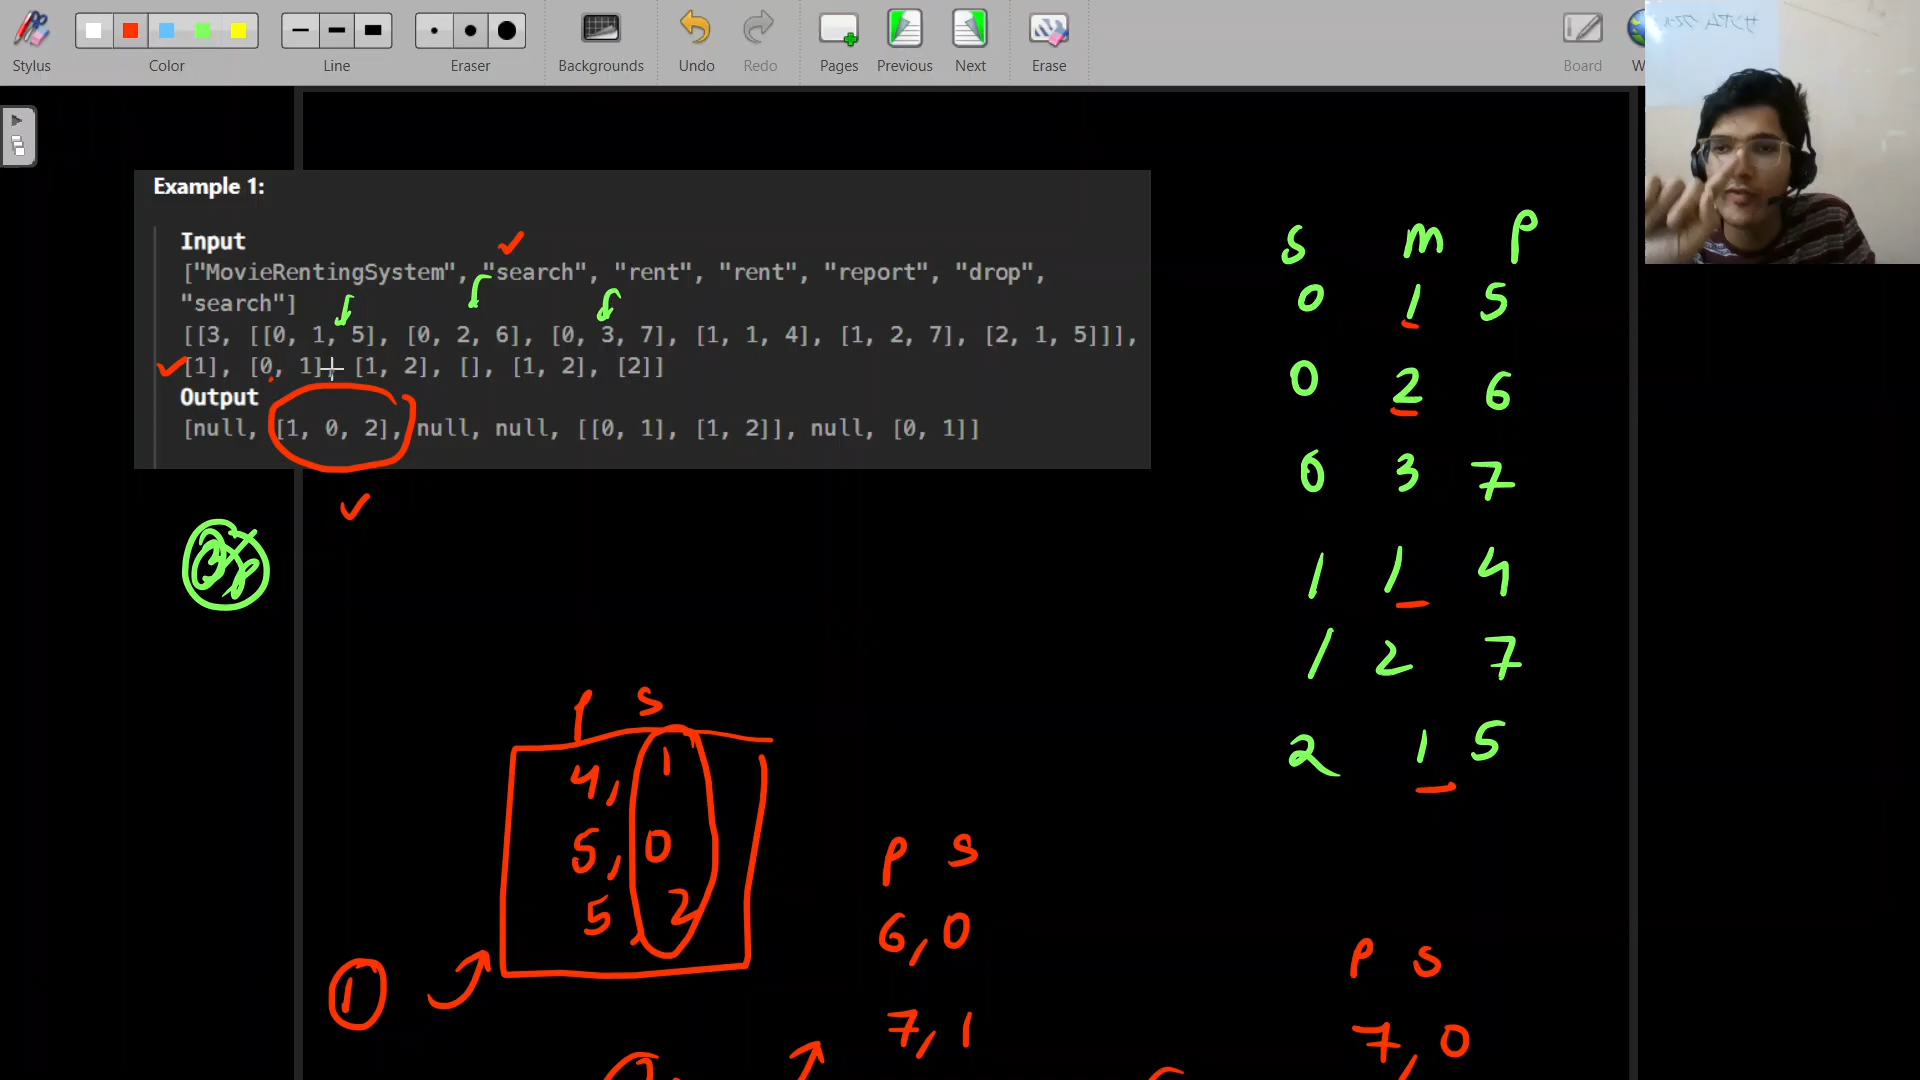 Stylus
Color
Line
Eraser
Backgrounds
Undo
Redo
Pages
Previous
Next
Erase
Board
W
Example 1:
Input
["MovieRentingSystem", "search", "rent", "rent", "report", "drop",
"search"]
[[3, [[0, 1, 5], [0, 2, 6], [0, 3, 7], [1, 1, 4], [1, 2, 7], [2, 1, 5]]],
[1], [0, 1], [1, 2], [], [1, 2], [2]]
Output
[null, [1, 0, 2], null, null, [[0, 1], [1, 2]], null, [0, 1]]
s m p
0 1 5
0 2 6
0 3 7
1 1 4
1 2 7
2 1 5
p s
4, 1
5, 0
5, 2
1
p s
6, 0
7, 1
p s
7, 0